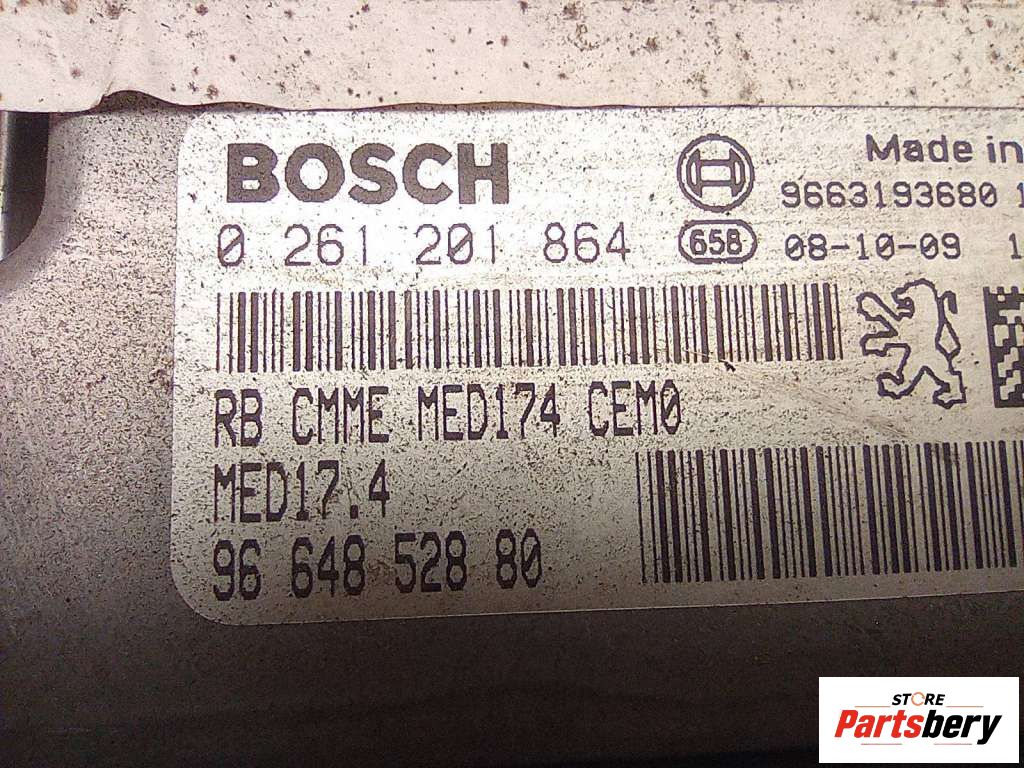 BOSCH
Made in
9663193680 1
0 261 201 864
658
08-10-09 1
RB CMME MED174 CEM0
MED17.4
96 648 528 80
STORE
Partsbery